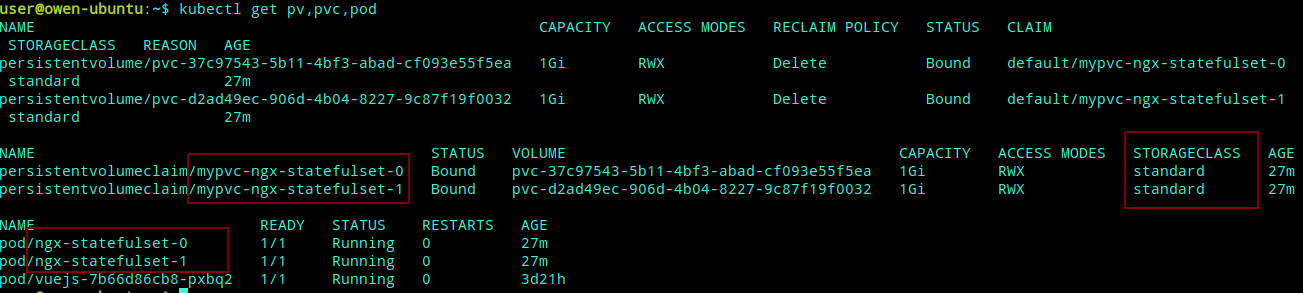 user@owen-ubuntu:~$ kubectl get pv,pvc,pod
NAME CAPACITY ACCESS MODES RECLAIM POLICY STATUS CLAIM
STORAGECLASS REASON AGE
persistentvolume/pvc-37c97543-5b11-4bf3-abad-cf093e55f5ea 1Gi RWX Delete Bound default/mypvc-ngx-statefulset-0
standard 27m
persistentvolume/pvc-d2ad49ec-906d-4b04-8227-9c87f19f0032 1Gi RWX Delete Bound default/mypvc-ngx-statefulset-1
standard 27m
NAME STATUS VOLUME CAPACITY ACCESS MODES STORAGECLASS AGE
persistentvolumeclaim/mypvc-ngx-statefulset-0 Bound pvc-37c97543-5b11-4bf3-abad-cf093e55f5ea 1Gi RWX standard 27m
persistentvolumeclaim/mypvc-ngx-statefulset-1 Bound pvc-d2ad49ec-906d-4b04-8227-9c87f19f0032 1Gi RWX standard 27m
NAME READY STATUS RESTARTS AGE
pod/ngx-statefulset-0 1/1 Running 0 27m
pod/ngx-statefulset-1 1/1 Running 0 27m
pod/vuejs-7b66d86cb8-pxbq2 1/1 Running 0 3d21h